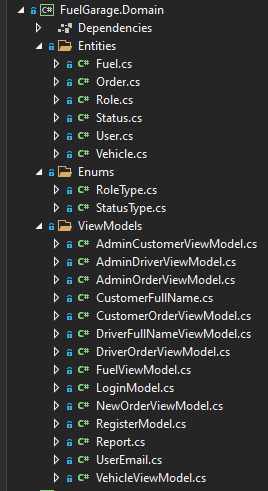 C# FuelGarage.Domain
Dependencies
Entities
C# Fuel.cs
C# Order.cs
C# Role.cs
C# Status.cs
C# User.cs
C# Vehicle.cs
Enums
C# RoleType.cs
C# StatusType.cs
ViewModels
C# AdminCustomerViewModel.cs
C# AdminDriverViewModel.cs
C# AdminOrderViewModel.cs
C# CustomerFullName.cs
C# CustomerOrderViewModel.cs
C# DriverFullNameViewModel.cs
C# DriverOrderViewModel.cs
C# FuelViewModel.cs
C# LoginModel.cs
C# NewOrderViewModel.cs
C# RegisterModel.cs
C# Report.cs
C# UserEmail.cs
C# VehicleViewModel.cs